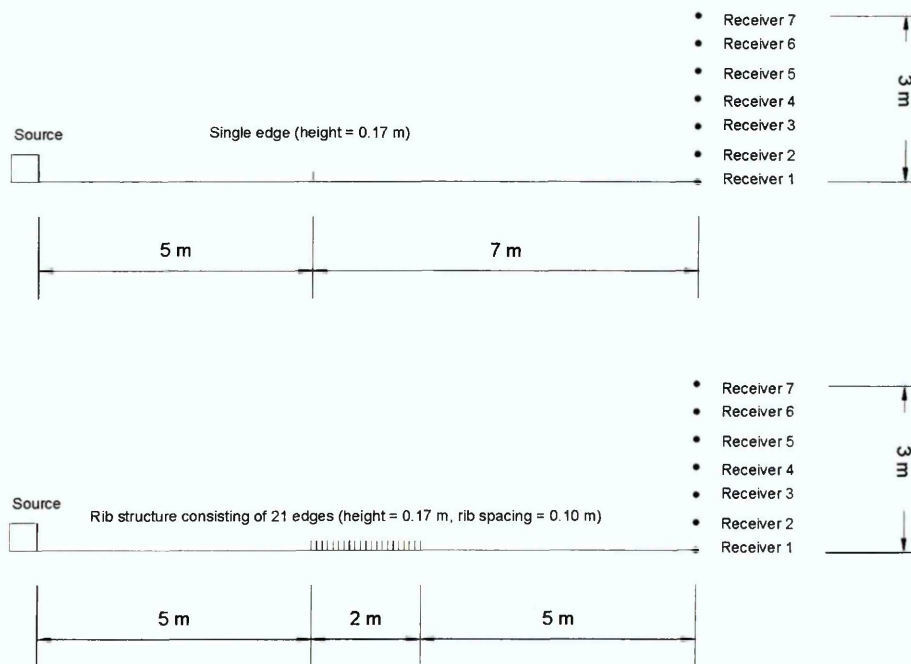 Receiver 7
Receiver 6
Receiver 5
Receiver 4
Receiver 3
Receiver 2
Receiver 1
3 m
Source
Single edge (height = 0.17 m)
5 m
7 m
Receiver 7
Receiver 6
Receiver 5
Receiver 4
Receiver 3
Receiver 2
Receiver 1
3 m
Source
Rib structure consisting of 21 edges (height = 0.17 m, rib spacing = 0.10 m)
5 m
2 m
5 m